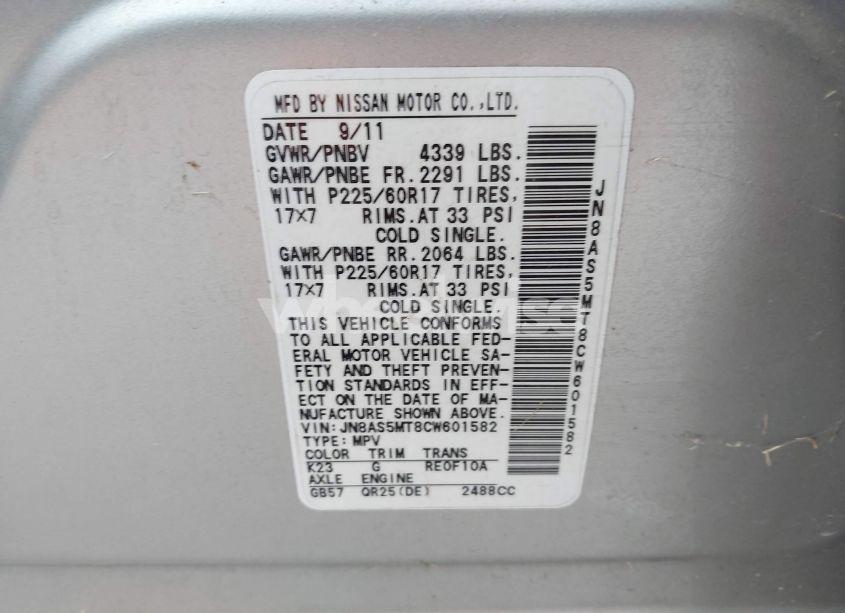 MFD BY NISSAN MOTOR CO.,LTD.
DATE 9/11
GVWR/PNBV 4339 LBS.
GAWR/PNBE FR. 2291 LBS.
WITH P225/60R17 TIRES,
17×7 RIMS.AT 33 PSI
COLD SINGLE.
GAWR/PNBE RR. 2064 LBS.
WITH P225/60R17 TIRES,
17×7 RIMS.AT 33 PSI
COLD SINGLE.
THIS VEHICLE CONFORMS
TO ALL APPLICABLE FED-
ERAL MOTOR VEHICLE SA-
FETY AND THEFT PREVEN-
TION STANDARDS IN EFF-
ECT ON THE DATE OF MA-
NUFACTURE SHOWN ABOVE.
VIN:JN8AS5MT8CW601582
TYPE:MPV
COLOR TRIM TRANS
K23 G RE0F10A
AXLE ENGINE
GB57 QR25(DE) 2488CC
JN8AS5MT8CW601582